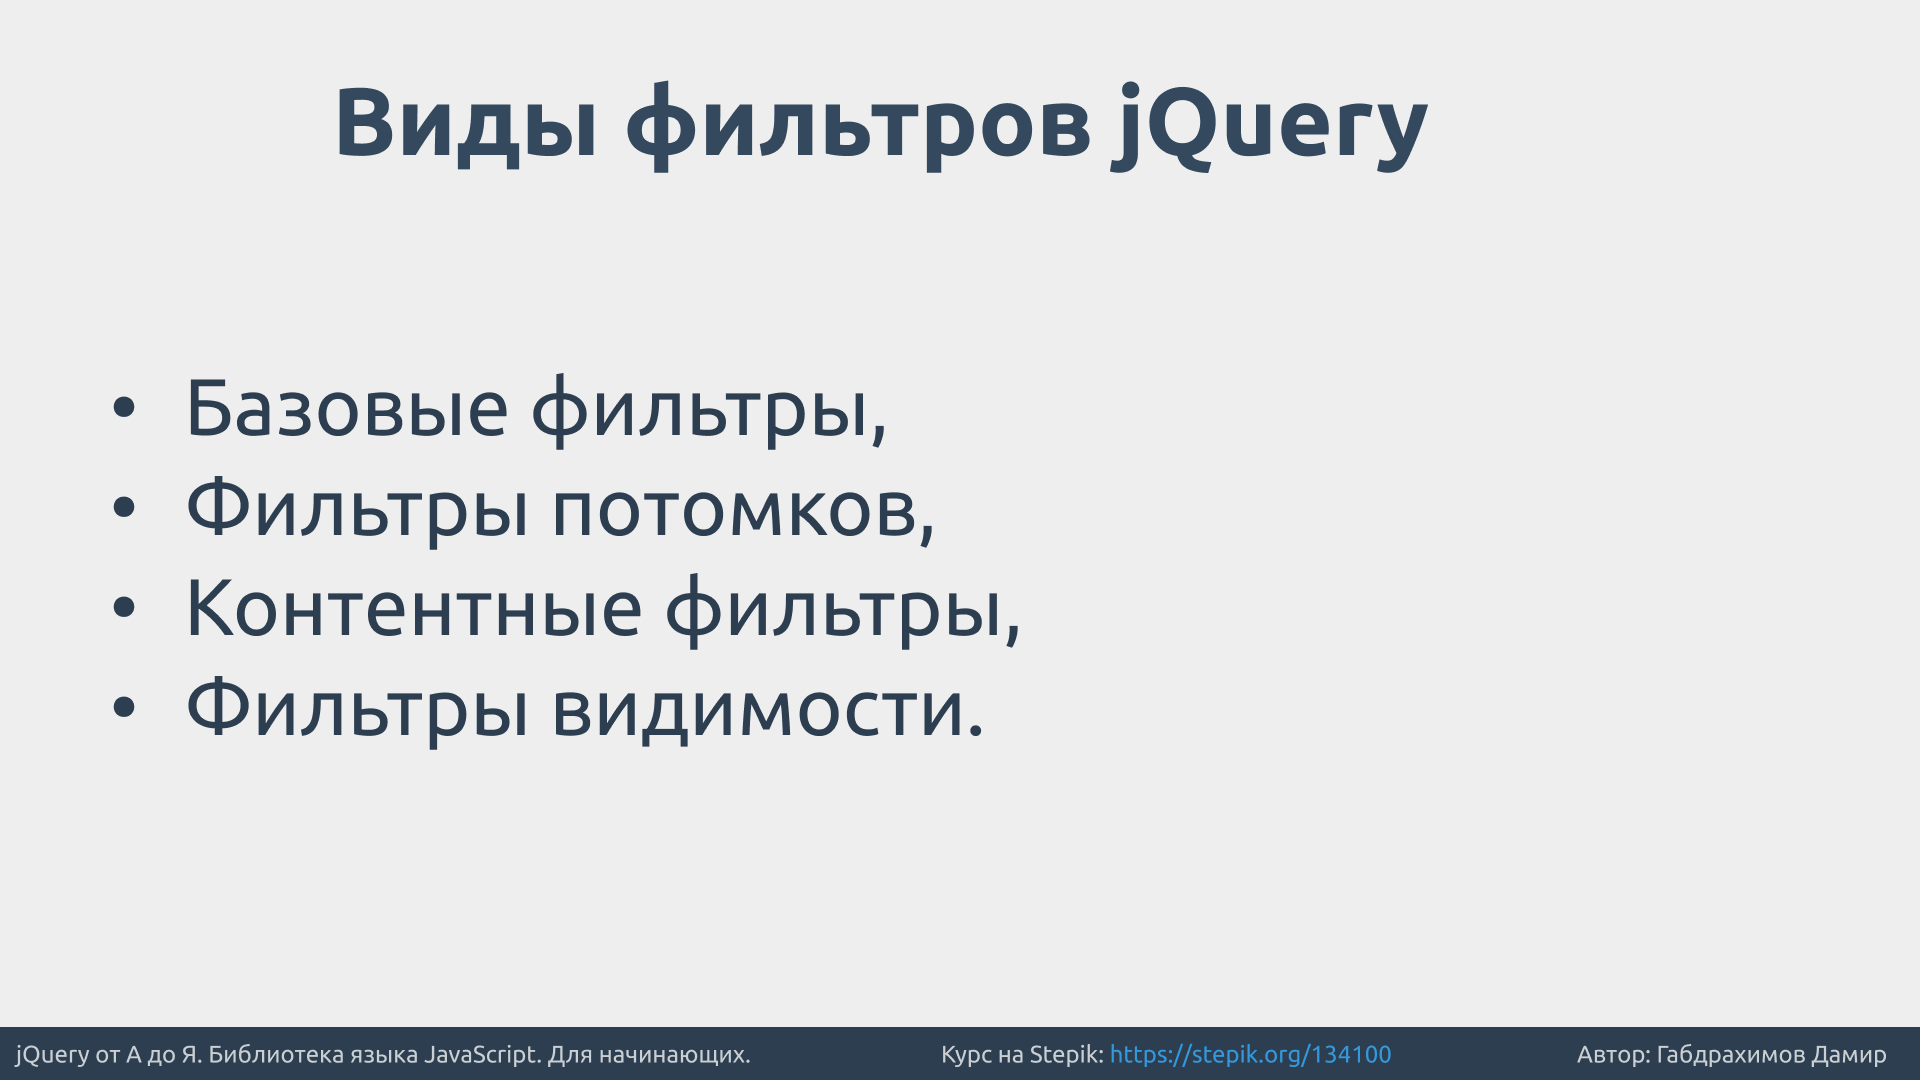 Виды фильтров jQuery
• Базовые фильтры,
• Фильтры потомков,
• Контентные фильтры,
• Фильтры видимости.
jQuery от А до Я. Библиотека языка JavaScript. Для начинающих. Курс на Stepik: https://stepik.org/134100 Автор: Габдрахимов Дамир